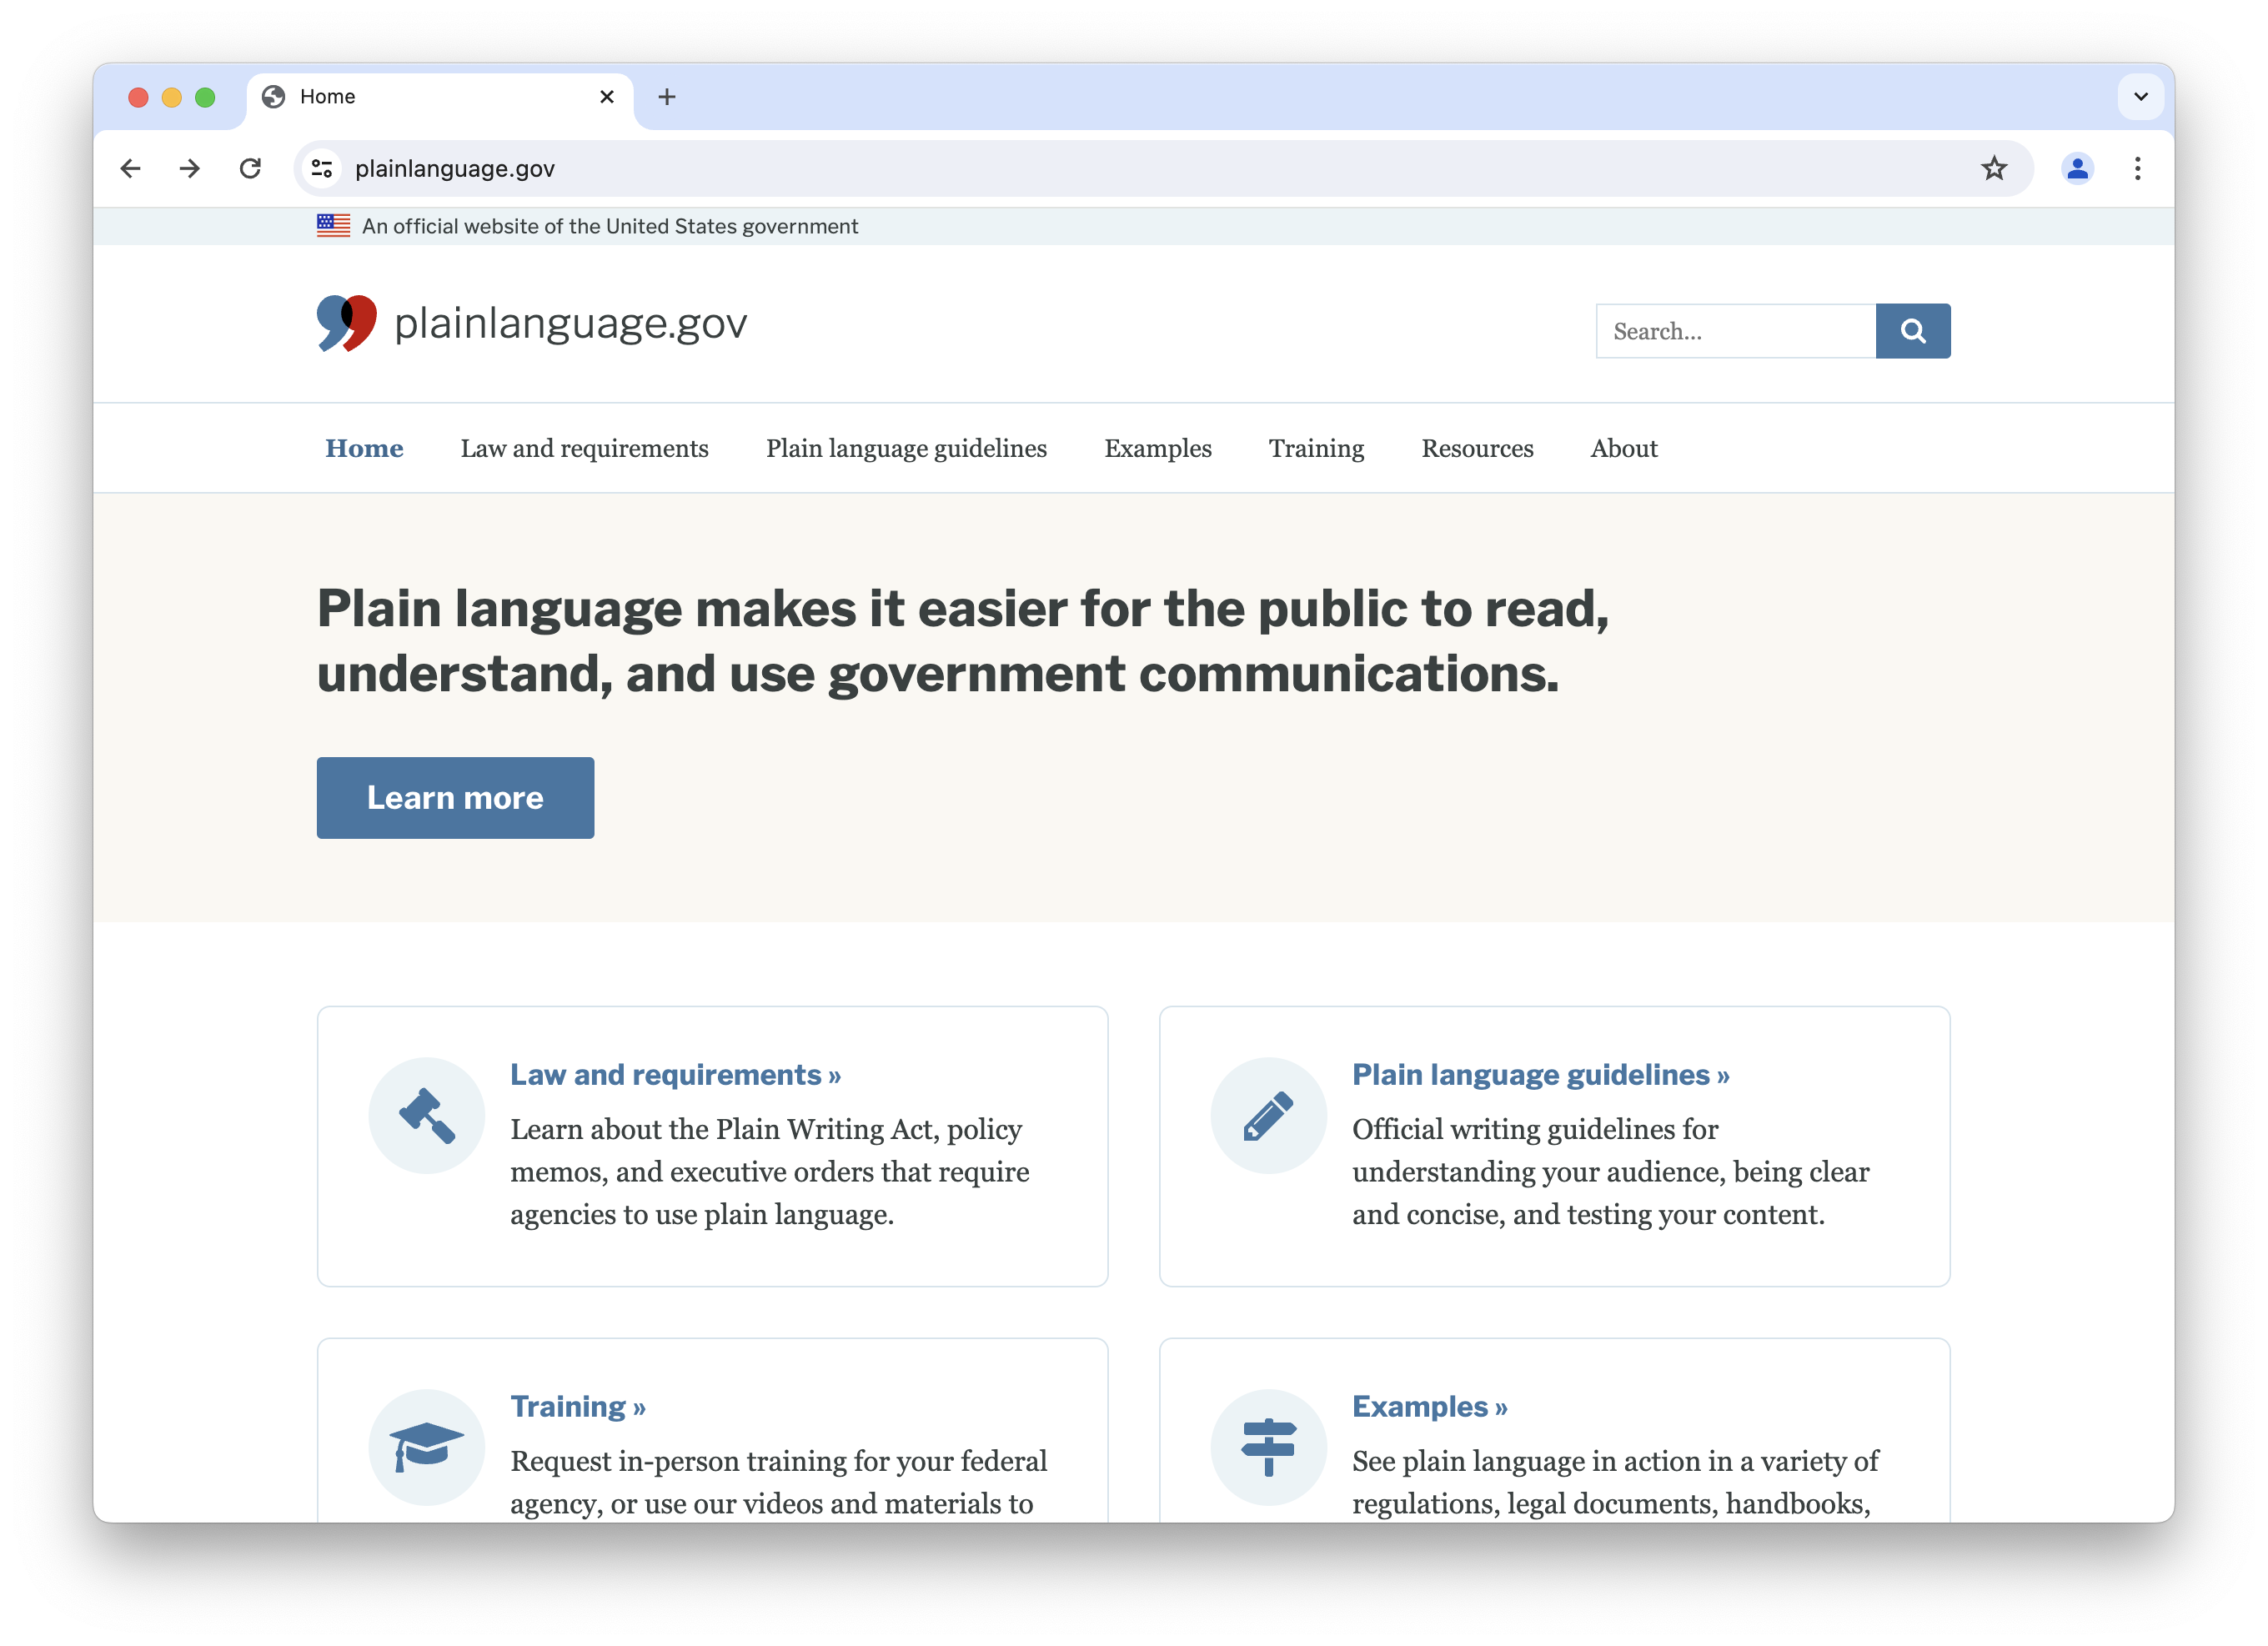 Home
plainlanguage.gov
An official website of the United States government
plainlanguage.gov
Search...
Home Law and requirements Plain language guidelines Examples Training Resources About
Plain language makes it easier for the public to read,
understand, and use government communications.
Learn more
Law and requirements »
Learn about the Plain Writing Act, policy
memos, and executive orders that require
agencies to use plain language.
Plain language guidelines »
Official writing guidelines for
understanding your audience, being clear
and concise, and testing your content.
Training »
Request in-person training for your federal
agency, or use our videos and materials to
Examples »
See plain language in action in a variety of
regulations, legal documents, handbooks,